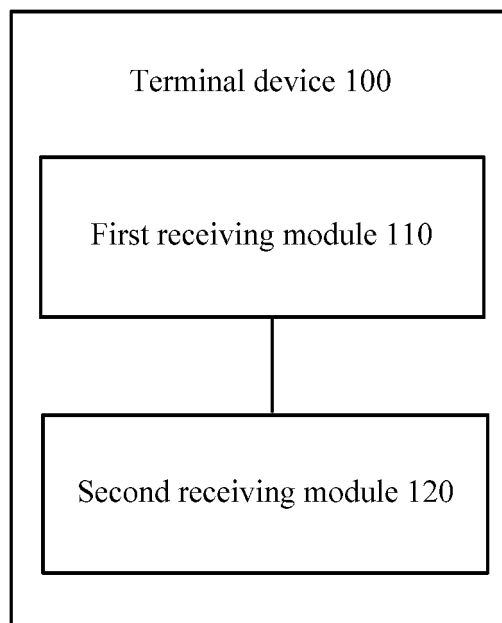 Terminal device 100
First receiving module 110
Second receiving module 120